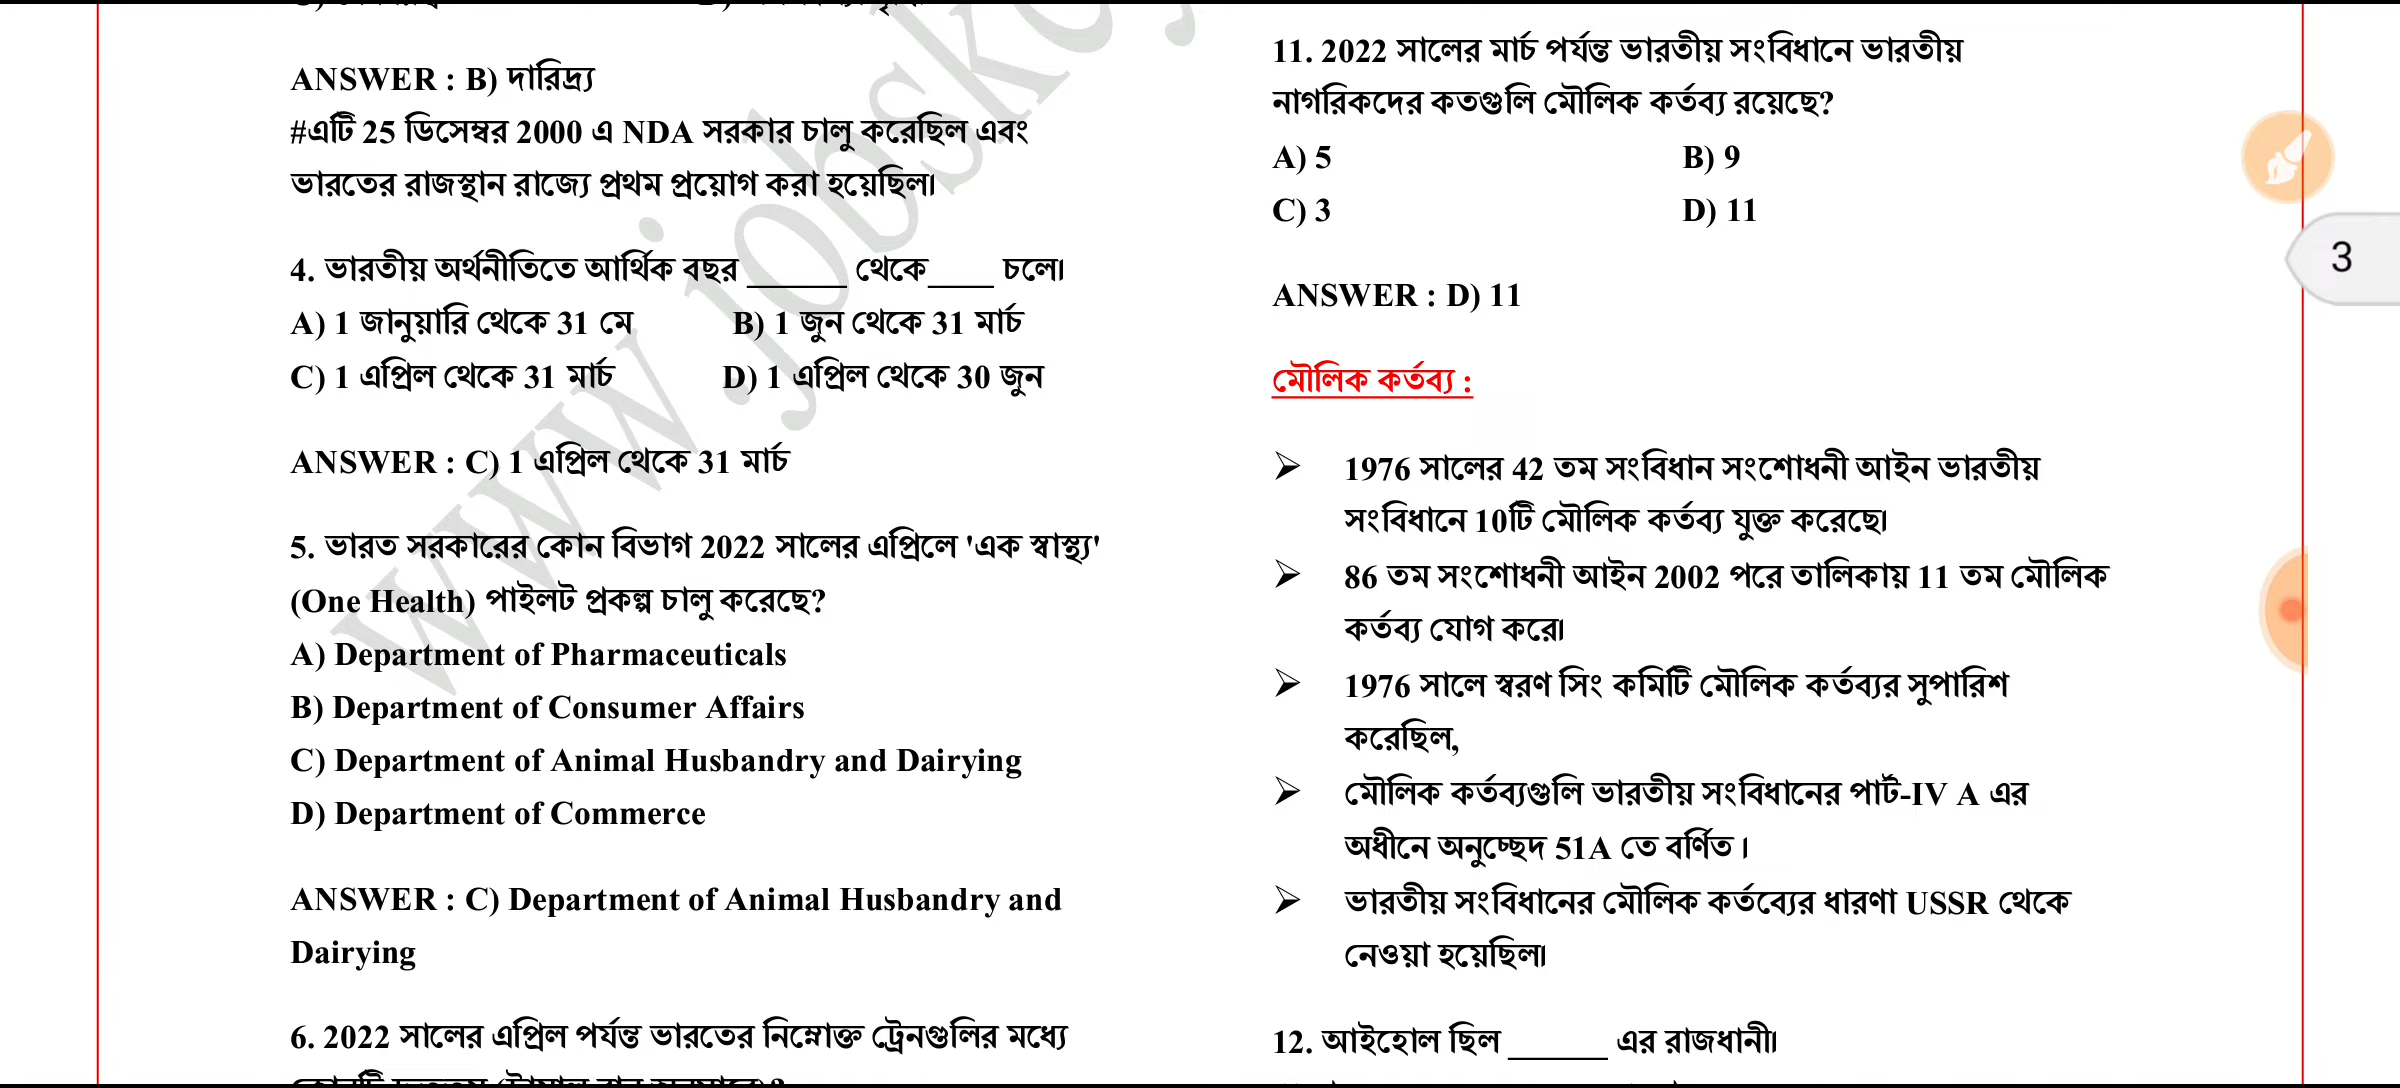 ANSWER : B) দারিদ্র্য
#এটি 25 ডিসেম্বর 2000 এ NDA সরকার চালু করেছিল এবং
ভারতের রাজস্থান রাজ্যে প্রথম প্রয়োগ করা হয়েছিল।
4. ভারতীয় অর্থনীতিতে আর্থিক বছর ______ থেকে____ চলে।
A) 1 জানুয়ারি থেকে 31 মে B) 1 জুন থেকে 31 মার্চ
C) 1 এপ্রিল থেকে 31 মার্চ D) 1 এপ্রিল থেকে 30 জুন
ANSWER : C) 1 এপ্রিল থেকে 31 মার্চ
5. ভারত সরকারের কোন বিভাগ 2022 সালের এপ্রিলে 'এক স্বাস্থ্য'
(One Health) পাইলট প্রকল্প চালু করেছে?
A) Department of Pharmaceuticals
B) Department of Consumer Affairs
C) Department of Animal Husbandry and Dairying
D) Department of Commerce
ANSWER : C) Department of Animal Husbandry and
Dairying
6. 2022 সালের এপ্রিল পর্যন্ত ভারতের নিম্নোক্ত ট্রেনগুলির মধ্যে
11. 2022 সালের মার্চ পর্যন্ত ভারতীয় সংবিধানে ভারতীয়
নাগরিকদের কতগুলি মৌলিক কর্তব্য রয়েছে?
A) 5 B) 9
C) 3 D) 11
ANSWER : D) 11
মৌলিক কর্তব্য :
➢ 1976 সালের 42 তম সংবিধান সংশোধনী আইন ভারতীয়
সংবিধানে 10টি মৌলিক কর্তব্য যুক্ত করেছে।
➢ 86 তম সংশোধনী আইন 2002 পরে তালিকায় 11 তম মৌলিক
কর্তব্য যোগ করে।
➢ 1976 সালে স্বরণ সিং কমিটি মৌলিক কর্তব্যর সুপারিশ
করেছিল,
➢ মৌলিক কর্তব্যগুলি ভারতীয় সংবিধানের পার্ট-IV A এর
অধীনে অনুচ্ছেদ 51A তে বর্ণিত।
➢ ভারতীয় সংবিধানের মৌলিক কর্তব্যের ধারণা USSR থেকে
নেওয়া হয়েছিল।
12. আইহোল ছিল ______ এর রাজধানী।
3
www.jobsko